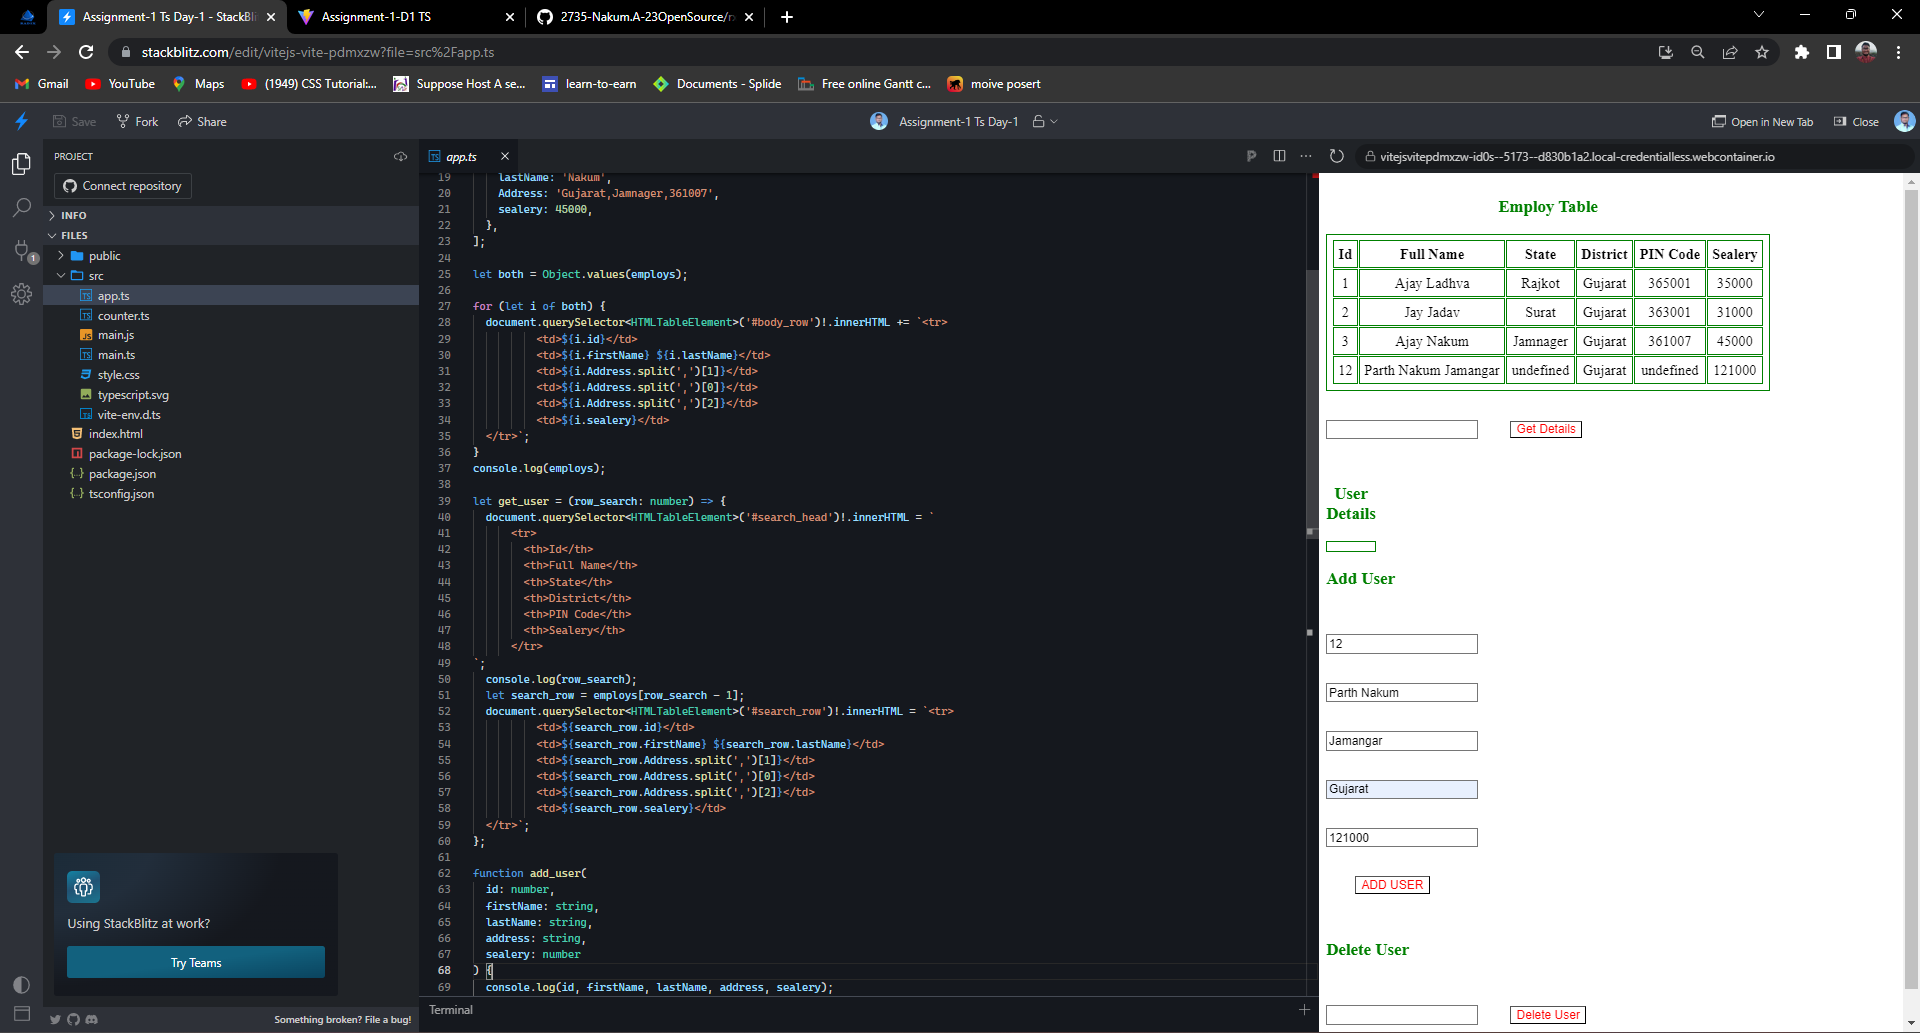 Assignment-1 Ts Day-1 - StackBli
Assignment-1-D1 TS
2735-Nakum.A-23OpenSource/
stackblitz.com/edit/vitejs-vite-pdmxzw?file=src%2Fapp.ts
Gmail
YouTube
Maps
(1949) CSS Tutorial:...
Suppose Host A se...
learn-to-earn
Documents - Splide
Free online Gantt c...
moive posert
Save
Fork
Share
Assignment-1 Ts Day-1
Open in New Tab
Close
PROJECT
Connect repository
INFO
FILES
public
src
app.ts
counter.ts
main.js
main.ts
style.css
typescript.svg
vite-env.d.ts
index.html
package-lock.json
package.json
tsconfig.json
1
Using StackBlitz at work?
Try Teams
Something broken? File a bug!
app.ts
19 lastName: 'Nakum',
20 Address: 'Gujarat,Jamnager,361007',
21 sealery: 45000,
22 },
23 ];
24
25 let both = Object.values(employs);
26
27 for (let i of both) {
28 document.querySelector<HTMLTableElement>('#body_row')!.innerHTML += `<tr>
29 <td>${i.id}</td>
30 <td>${i.firstName} ${i.lastName}</td>
31 <td>${i.Address.split(',')[1]}</td>
32 <td>${i.Address.split(',')[0]}</td>
33 <td>${i.Address.split(',')[2]}</td>
34 <td>${i.sealery}</td>
35 </tr>`;
36 }
37 console.log(employs);
38
39 let get_user = (row_search: number) => {
40 document.querySelector<HTMLTableElement>('#search_head')!.innerHTML = `
41 <tr>
42 <th>Id</th>
43 <th>Full Name</th>
44 <th>State</th>
45 <th>District</th>
46 <th>PIN Code</th>
47 <th>Sealery</th>
48 </tr>
49 `;
50 console.log(row_search);
51 let search_row = employs[row_search - 1];
52 document.querySelector<HTMLTableElement>('#search_row')!.innerHTML = `<tr>
53 <td>${search_row.id}</td>
54 <td>${search_row.firstName} ${search_row.lastName}</td>
55 <td>${search_row.Address.split(',')[1]}</td>
56 <td>${search_row.Address.split(',')[0]}</td>
57 <td>${search_row.Address.split(',')[2]}</td>
58 <td>${search_row.sealery}</td>
59 </tr>`;
60 };
61
62 function add_user(
63 id: number,
64 firstName: string,
65 lastName: string,
66 address: string,
67 sealery: number
68 ) {
69 console.log(id, firstName, lastName, address, sealery);
Terminal
vitejsvitepdmxzw-id0s--5173--d830b1a2.local-credentialless.webcontainer.io
Employ Table
Id Full Name State District PIN Code Sealery
1 Ajay Ladhva Rajkot Gujarat 365001 35000
2 Jay Jadav Surat Gujarat 363001 31000
3 Ajay Nakum Jamnager Gujarat 361007 45000
12 Parth Nakum Jamangar undefined Gujarat undefined 121000
Get Details
User
Details
Add User
12
Parth Nakum
Jamangar
Gujarat
121000
ADD USER
Delete User
Delete User